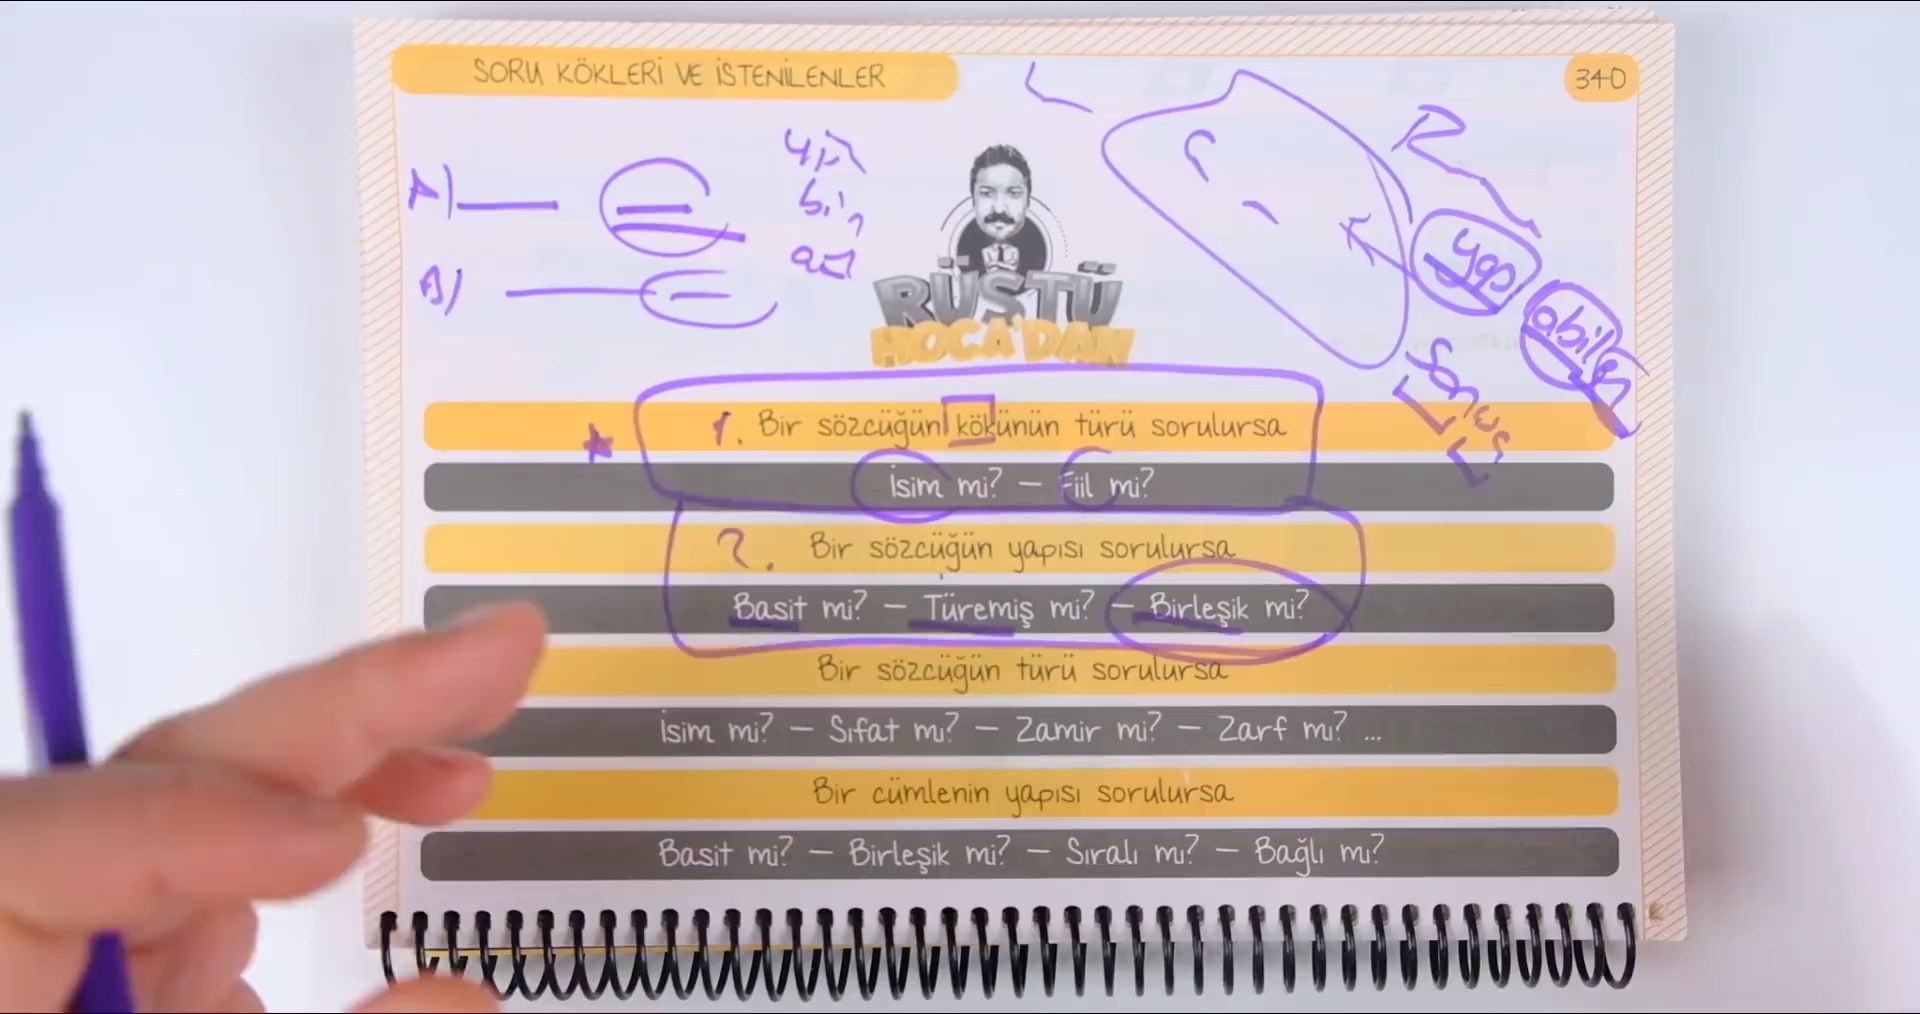 SORU KÖKLERİ VE İSTENİLENLER
340
A)
B)
yap
abilen
RÜŞTÜ
HOCA'DAN
1. Bir sözcüğün kökünün türü sorulursa
İsim mi? – Fiil mi?
2. Bir sözcüğün yapısı sorulursa
Basit mi? – Türemiş mi? – Birleşik mi?
Bir sözcüğün türü sorulursa
İsim mi? – Sıfat mı? – Zamir mi? – Zarf mı? ...
Bir cümlenin yapısı sorulursa
Basit mi? – Birleşik mi? – Sıralı mı? – Bağlı mı?